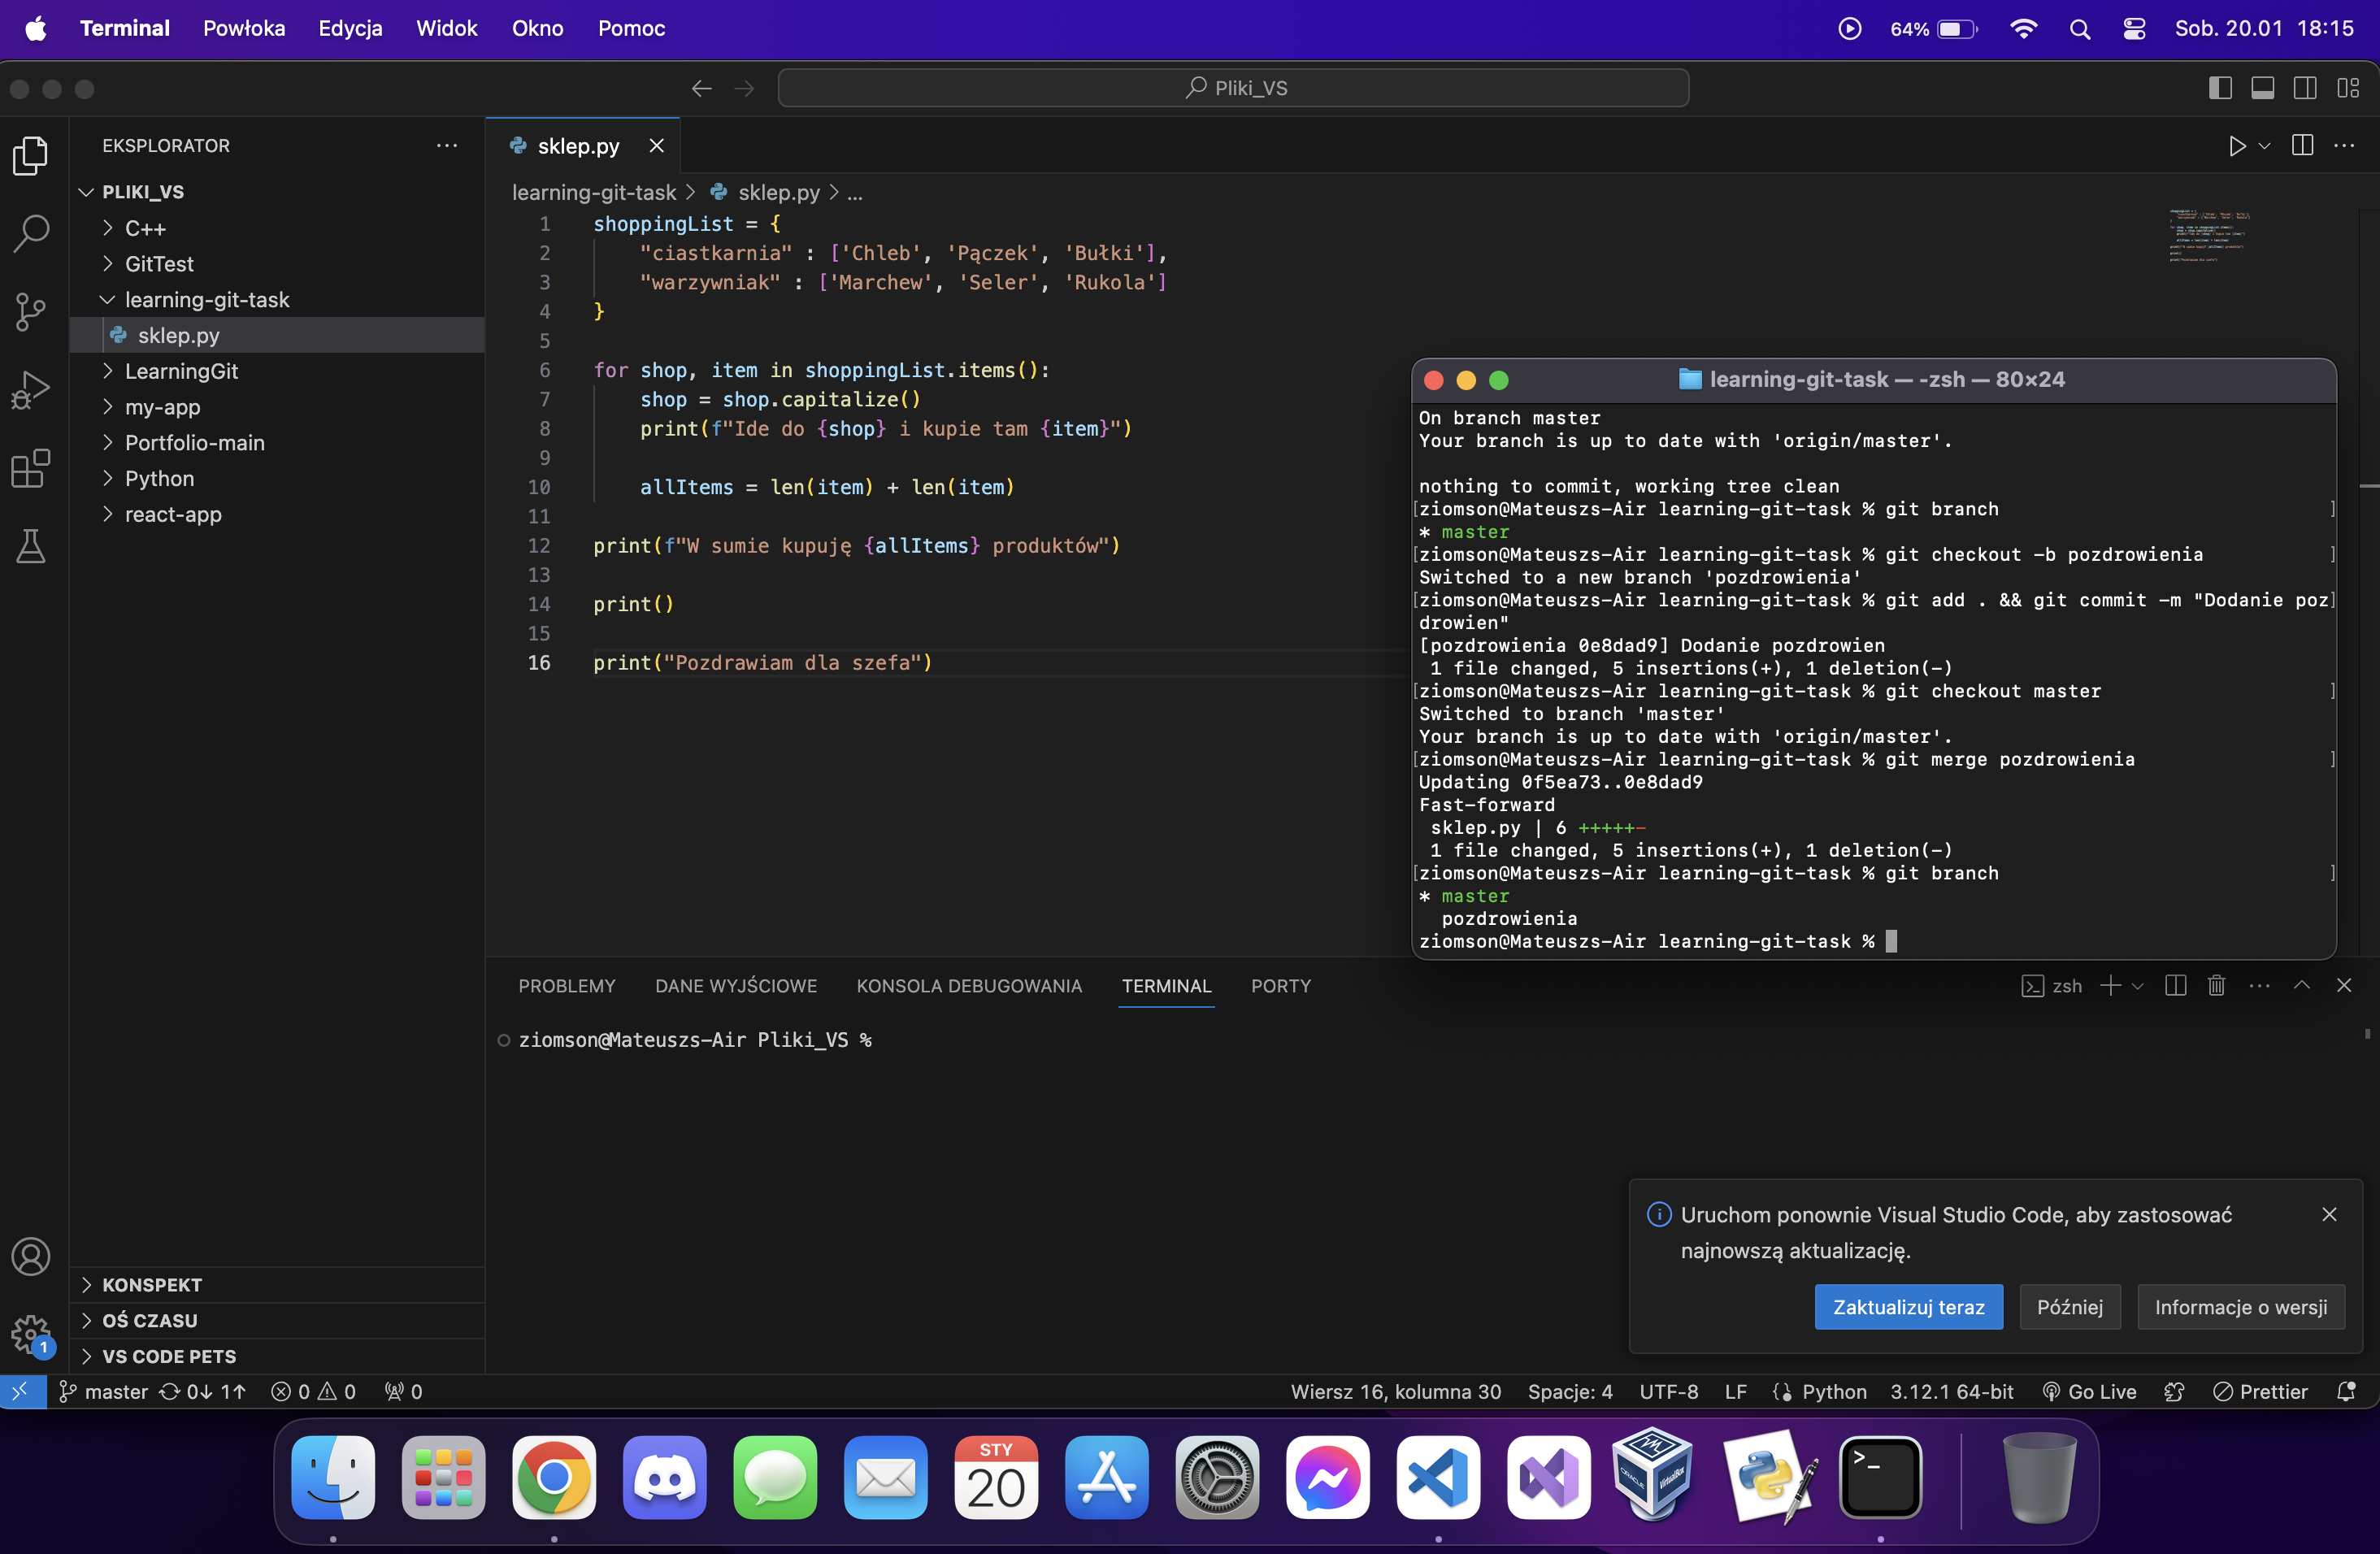 Terminal Powłoka Edycja Widok Okno Pomoc 64% Sob. 20.01 18:15
Pliki_VS
EKSPLORATOR
PLIKI_VS
C++
GitTest
learning-git-task
sklep.py
LearningGit
my-app
Portfolio-main
Python
react-app
KONSPEKT
OŚ CZASU
VS CODE PETS
1
sklep.py
learning-git-task > sklep.py > ...
1 shoppingList = {
2 "ciastkarnia" : ['Chleb', 'Pączek', 'Bułki'],
3 "warzywniak" : ['Marchew', 'Seler', 'Rukola']
4 }
5
6 for shop, item in shoppingList.items():
7 shop = shop.capitalize()
8 print(f"Ide do {shop} i kupie tam {item}")
9
10 allItems = len(item) + len(item)
11
12 print(f"W sumie kupuję {allItems} produktów")
13
14 print()
15
16 print("Pozdrawiam dla szefa")
learning-git-task — -zsh — 80×24
On branch master
Your branch is up to date with 'origin/master'.
nothing to commit, working tree clean
[ziomson@Mateuszs-Air learning-git-task % git branch ]
* master
[ziomson@Mateuszs-Air learning-git-task % git checkout -b pozdrowienia ]
Switched to a new branch 'pozdrowienia'
[ziomson@Mateuszs-Air learning-git-task % git add . && git commit -m "Dodanie poz]
drowien"
[pozdrowienia 0e8dad9] Dodanie pozdrowien
1 file changed, 5 insertions(+), 1 deletion(-)
[ziomson@Mateuszs-Air learning-git-task % git checkout master ]
Switched to branch 'master'
Your branch is up to date with 'origin/master'.
[ziomson@Mateuszs-Air learning-git-task % git merge pozdrowienia ]
Updating 0f5ea73..0e8dad9
Fast-forward
sklep.py | 6 +++++-
1 file changed, 5 insertions(+), 1 deletion(-)
[ziomson@Mateuszs-Air learning-git-task % git branch ]
* master
pozdrowienia
ziomson@Mateuszs-Air learning-git-task %
PROBLEMY DANE WYJŚCIOWE KONSOLA DEBUGOWANIA TERMINAL PORTY zsh
ziomson@Mateuszs-Air Pliki_VS %
Uruchom ponownie Visual Studio Code, aby zastosować
najnowszą aktualizację.
Zaktualizuj teraz Później Informacje o wersji
master 0↓ 1↑ 0 0 0 Wiersz 16, kolumna 30 Spacje: 4 UTF-8 LF Python 3.12.1 64-bit Go Live Prettier
STY
20